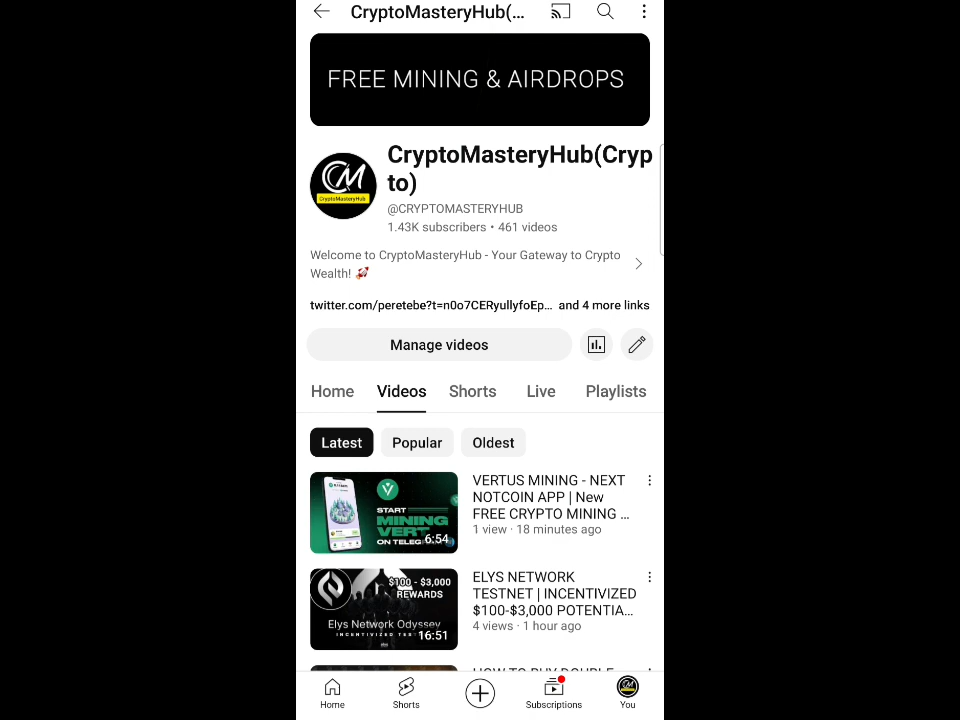 CryptoMasteryHub(...
FREE MINING & AIRDROPS
CM
CryptoMasteryHub
CryptoMasteryHub(Cryp
to)
@CRYPTOMASTERYHUB
1.43K subscribers • 461 videos
Welcome to CryptoMasteryHub - Your Gateway to Crypto
Wealth! 🚀
twitter.com/peretebe?t=n0o7CERyullyfoEp... and 4 more links
Manage videos
Home Videos Shorts Live Playlists
Latest Popular Oldest
START
MINING
VERT
ON TELEG
6:54
VERTUS MINING - NEXT
NOTCOIN APP | New
FREE CRYPTO MINING ...
1 view · 18 minutes ago
$100 - $3,000
REWARDS
Elys Network Odyssey
INCENTIVIZED
16:51
ELYS NETWORK
TESTNET | INCENTIVIZED
$100-$3,000 POTENTIA...
4 views · 1 hour ago
Home Shorts Subscriptions You